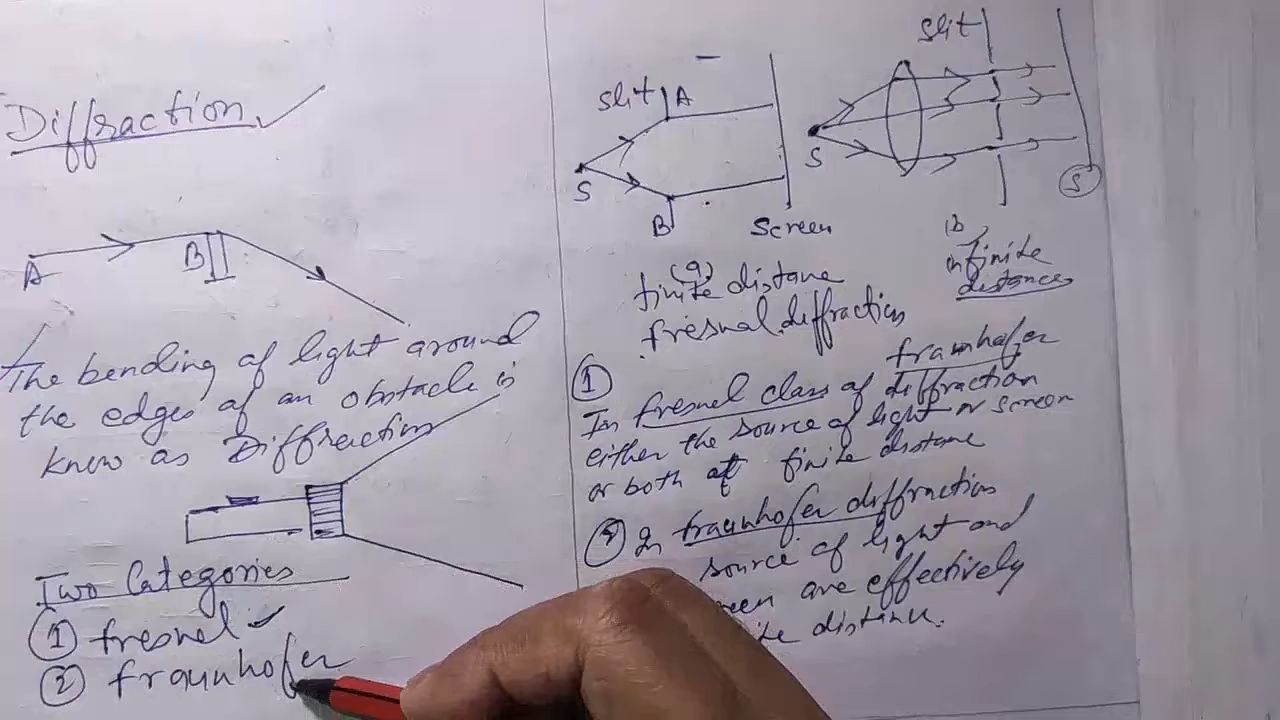 Diffraction
A
B
The bending of light around
the edges of an obstacle is
know as Diffraction
Two Categories
① fresnel
② fraunhofer
slit
A
S
B
Screen
(a)
finite distane
fresnal diffraction
slit
S
S
(b)
infinite
distances
fraunhofer
①
In fresnel class of diffraction
either the source of light or screen
or both at finite distane
② In fraunhofer diffraction
source of light and
are effectively
distance.